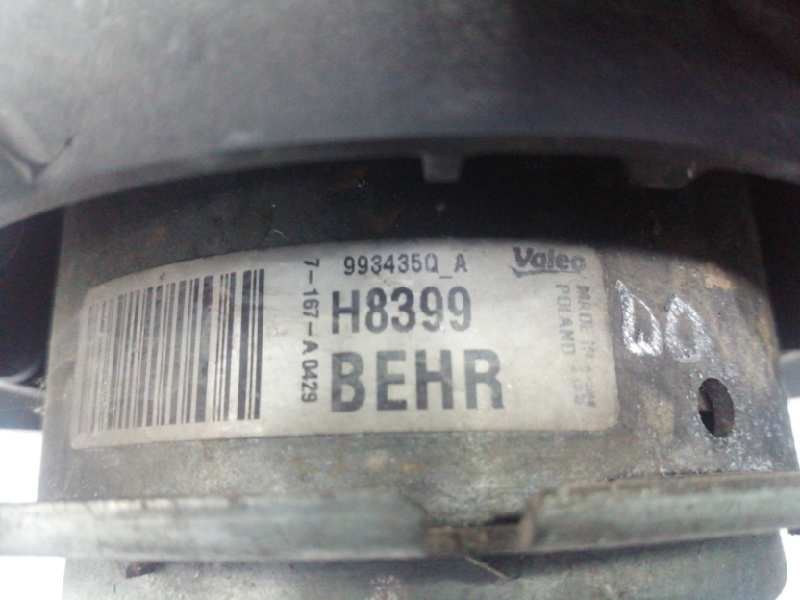 993435Q_A
Valeo
H8399
BEHR
7-167-A 0429
MADE IN
POLAND